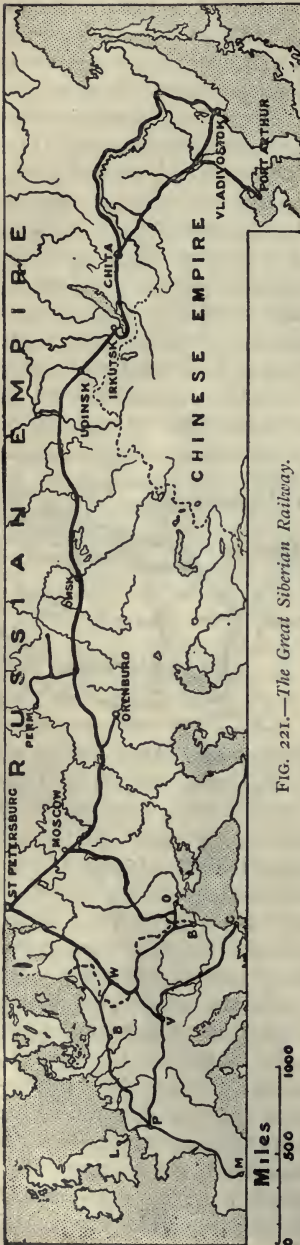 RUSSIAN EMPIRE
ST PETERSBURG
MOSCOW
PERM
ORENBURG
OMSK
UDINSK
IRKUTSK
CHITA
VLADIVOSTOK
PORT ARTHUR
CHINESE EMPIRE
L
P
M
B
W
V
O
B
C
Miles
0 500 1000
FIG. 221.—The Great Siberian Railway.